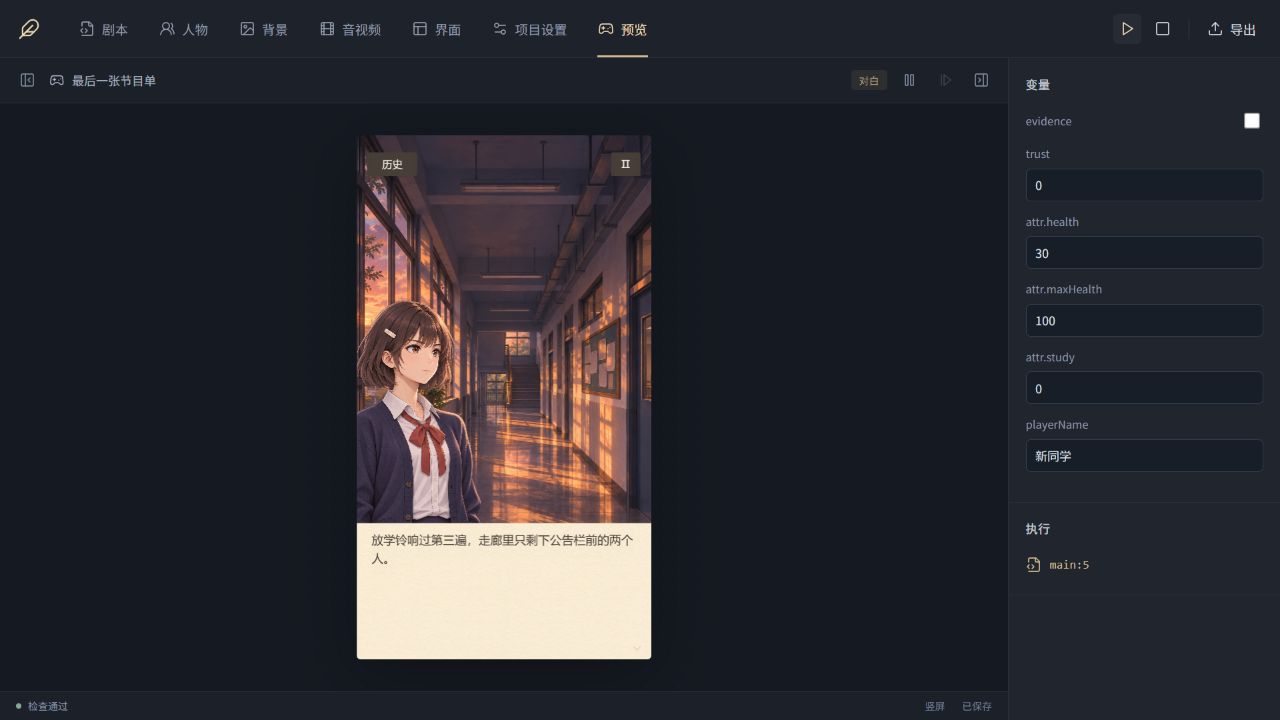 剧本
人物
背景
音视频
界面
项目设置
预览
导出
最后一张节目单
对白
历史
放学铃响过第三遍，走廊里只剩下公告栏前的两个
人。
检查通过
竖屏
已保存
变量
evidence
trust
0
attr.health
30
attr.maxHealth
100
attr.study
0
playerName
新同学
执行
main:5